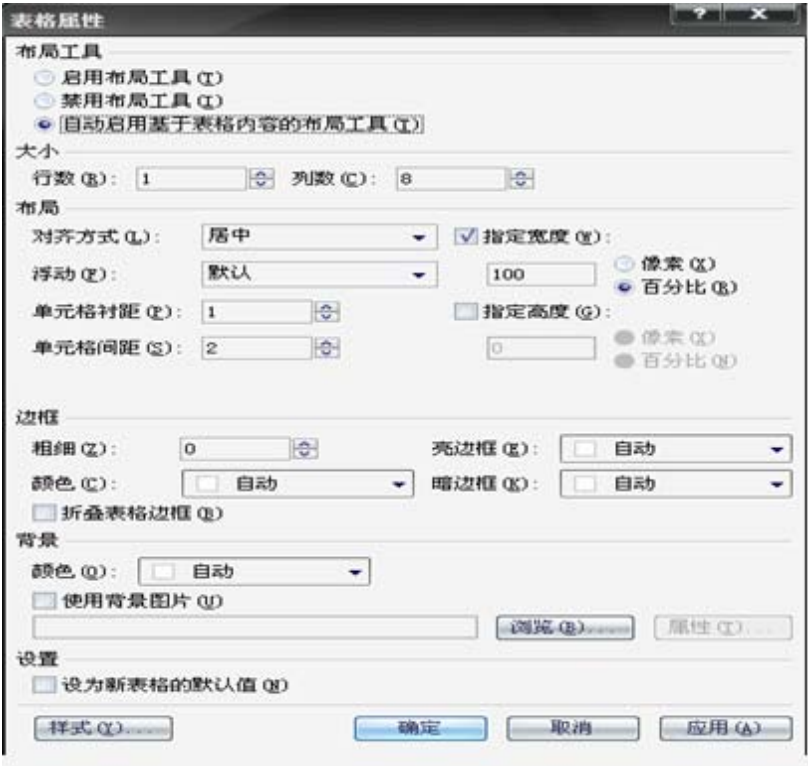 表格属性
布局工具
启用布局工具(T)
禁用布局工具(T)
自动启用基于表格内容的布局工具(T)
大小
行数(R): 1 列数(C): 8
布局
对齐方式(L): 居中 指定宽度(W):
浮动(F): 默认 100 像素(X)
百分比(R)
单元格衬距(P): 1 指定高度(G):
单元格间距(S): 2 0 像素(X)
百分比(N)
边框
粗细(Z): 0 亮边框(E): 自动
颜色(C): 自动 暗边框(K): 自动
折叠表格边框(B)
背景
颜色(O): 自动
使用背景图片(U)
浏览(B)..... 属性(T)...
设置
设为新表格的默认值(N)
样式(Y).... 确定 取消 应用(A)